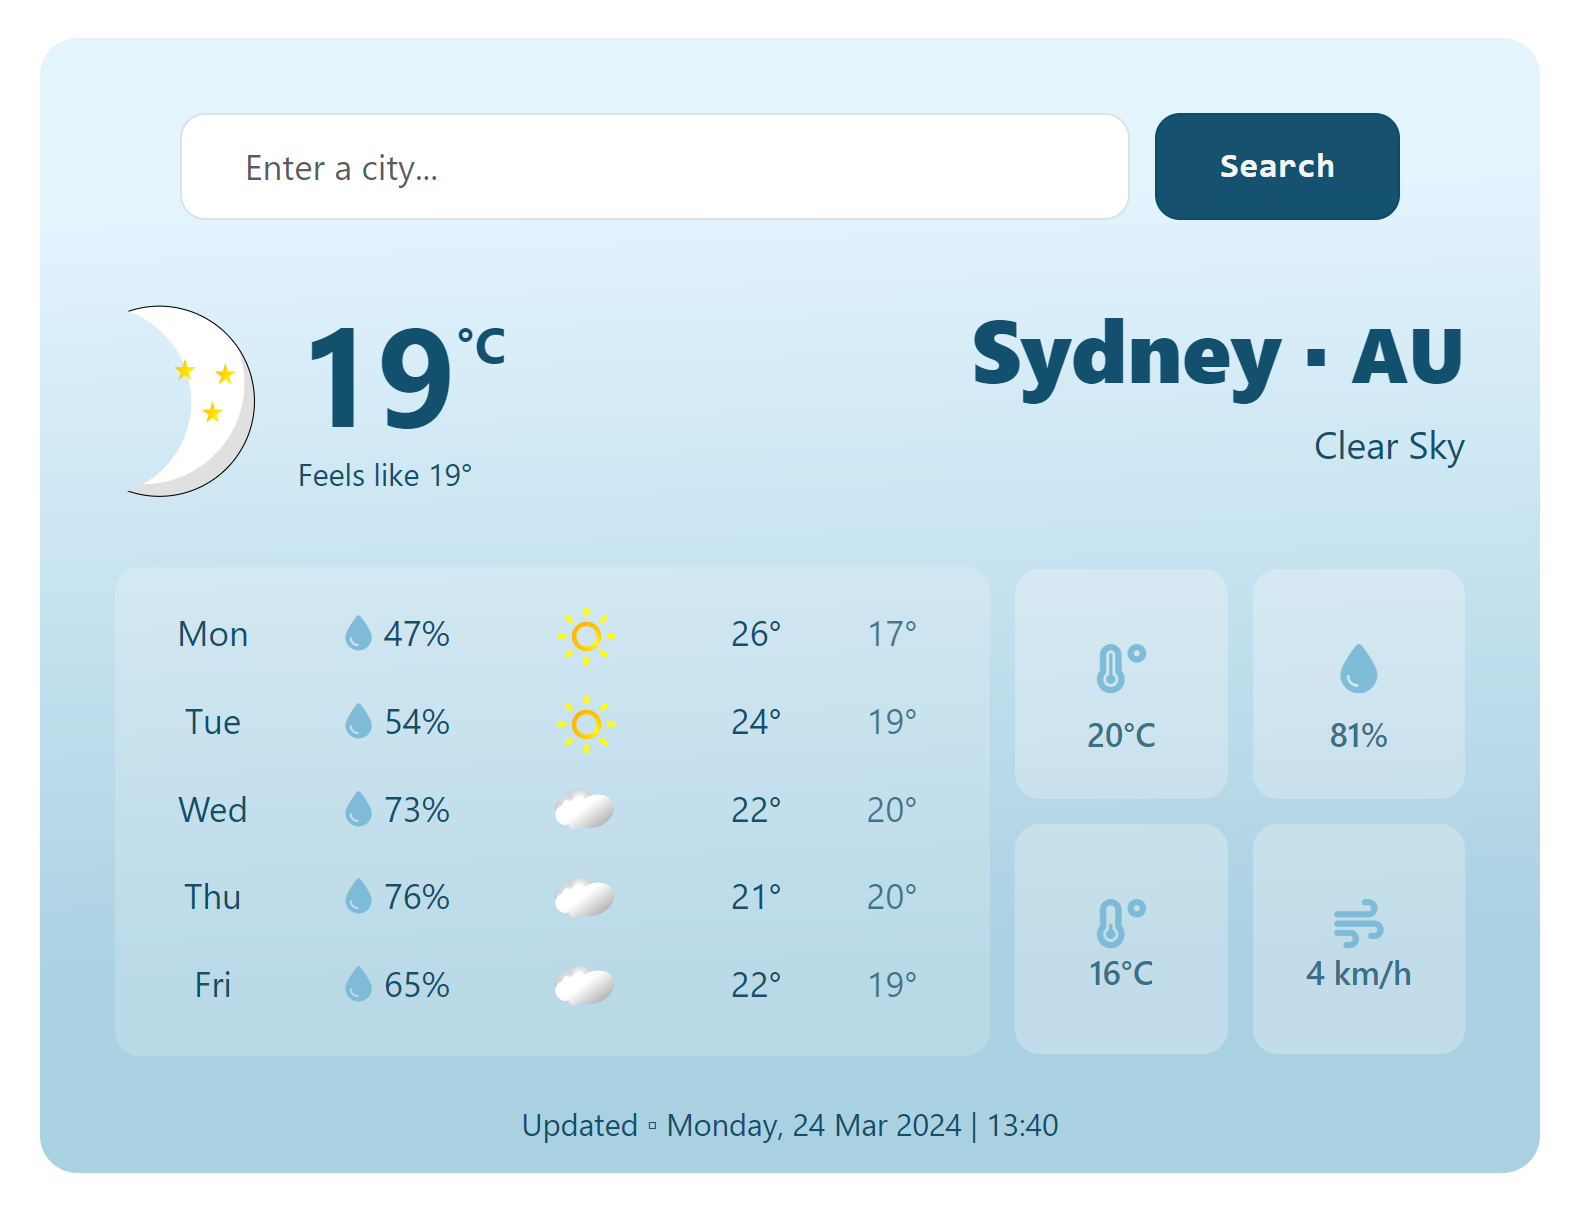 Enter a city...
Search
19°C
Feels like 19°
Sydney · AU
Clear Sky
Mon 47% 26° 17°
Tue 54% 24° 19°
Wed 73% 22° 20°
Thu 76% 21° 20°
Fri 65% 22° 19°
20°C
81%
16°C
4 km/h
Updated ▫ Monday, 24 Mar 2024 | 13:40